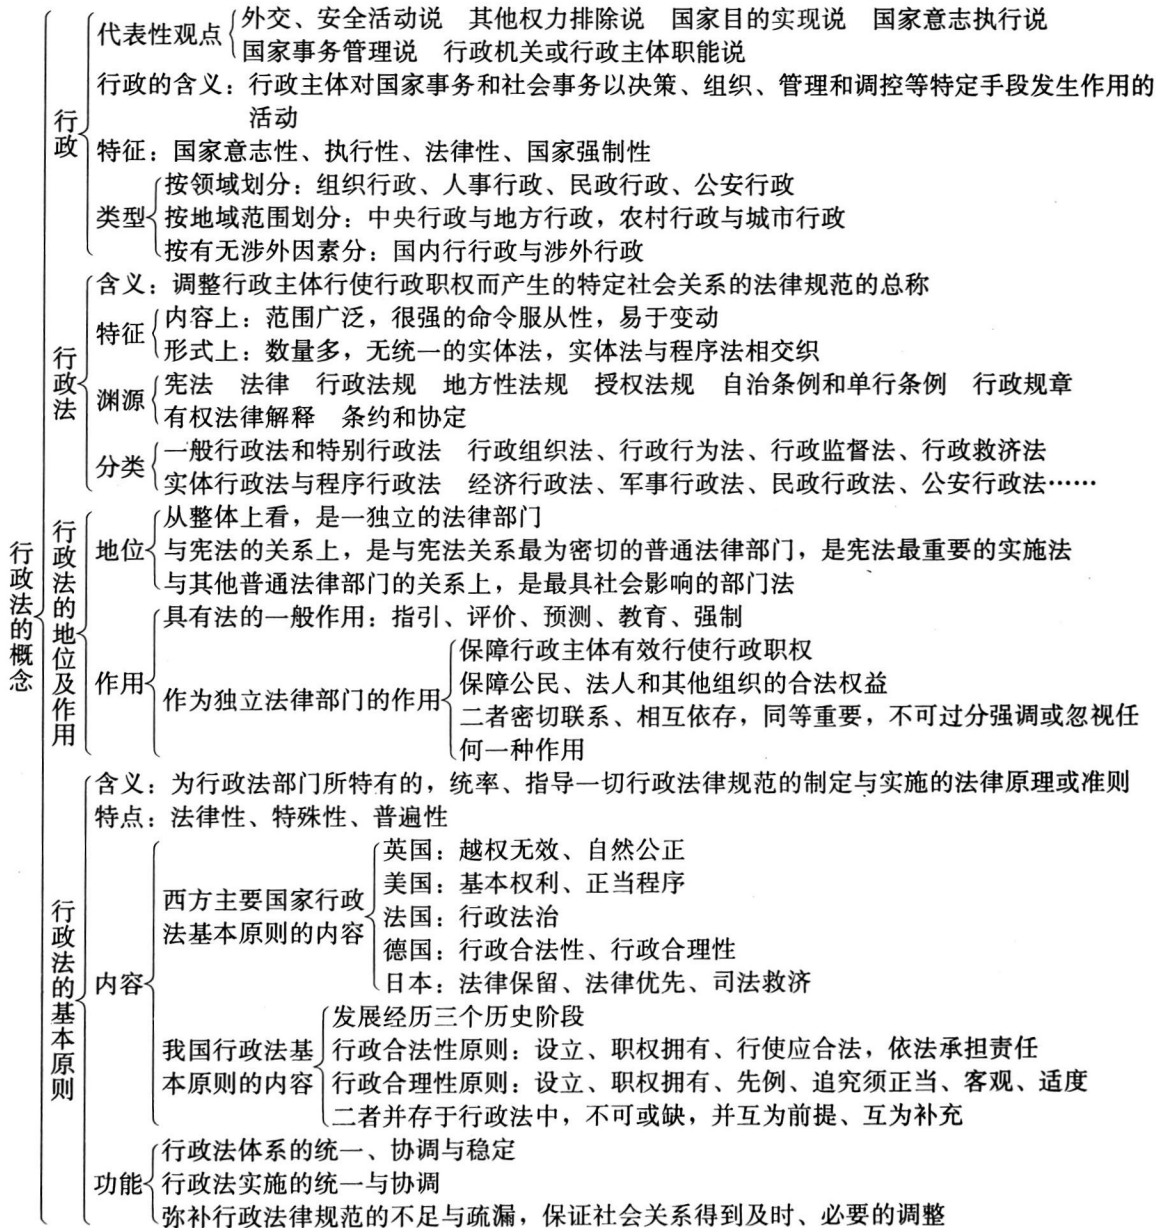 行政法的概念
行政
代表性观点
外交、安全活动说 其他权力排除说 国家目的实现说 国家意志执行说
国家事务管理说 行政机关或行政主体职能说
行政的含义：行政主体对国家事务和社会事务以决策、组织、管理和调控等特定手段发生作用的
活动
特征：国家意志性、执行性、法律性、国家强制性
类型
按领域划分：组织行政、人事行政、民政行政、公安行政
按地域范围划分：中央行政与地方行政，农村行政与城市行政
按有无涉外因素分：国内行行政与涉外行政
行政法
含义：调整行政主体行使行政职权而产生的特定社会关系的法律规范的总称
特征
内容上：范围广泛，很强的命令服从性，易于变动
形式上：数量多，无统一的实体法，实体法与程序法相交织
渊源
宪法 法律 行政法规 地方性法规 授权法规 自治条例和单行条例 行政规章
有权法律解释 条约和协定
分类
一般行政法和特别行政法 行政组织法、行政行为法、行政监督法、行政救济法
实体行政法与程序行政法 经济行政法、军事行政法、民政行政法、公安行政法……
行政法的地位及作用
地位
从整体上看，是一独立的法律部门
与宪法的关系上，是与宪法关系最为密切的普通法律部门，是宪法最重要的实施法
与其他普通法律部门的关系上，是最具社会影响的部门法
作用
具有法的一般作用：指引、评价、预测、教育、强制
作为独立法律部门的作用
保障行政主体有效行使行政职权
保障公民、法人和其他组织的合法权益
二者密切联系、相互依存，同等重要，不可过分强调或忽视任
何一种作用
行政法的基本原则
含义：为行政法部门所特有的，统率、指导一切行政法律规范的制定与实施的法律原理或准则
特点：法律性、特殊性、普遍性
内容
西方主要国家行政
法基本原则的内容
英国：越权无效、自然公正
美国：基本权利、正当程序
法国：行政法治
德国：行政合法性、行政合理性
日本：法律保留、法律优先、司法救济
我国行政法基
本原则的内容
发展经历三个历史阶段
行政合法性原则：设立、职权拥有、行使应合法，依法承担责任
行政合理性原则：设立、职权拥有、先例、追究须正当、客观、适度
二者并存于行政法中，不可或缺，并互为前提、互为补充
功能
行政法体系的统一、协调与稳定
行政法实施的统一与协调
弥补行政法律规范的不足与疏漏，保证社会关系得到及时、必要的调整